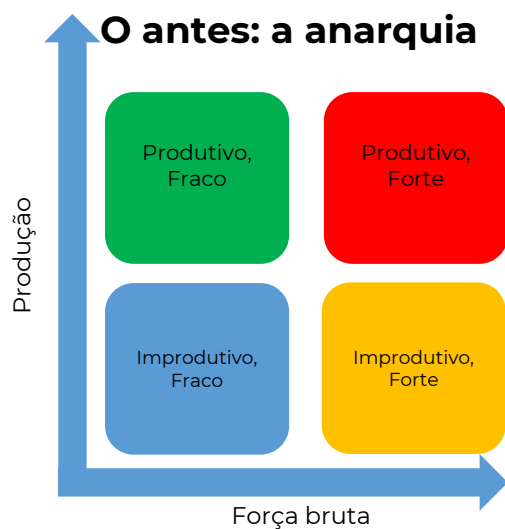 O antes: a anarquia
Produção
Produtivo,
Fraco
Produtivo,
Forte
Improdutivo,
Fraco
Improdutivo,
Forte
Força bruta